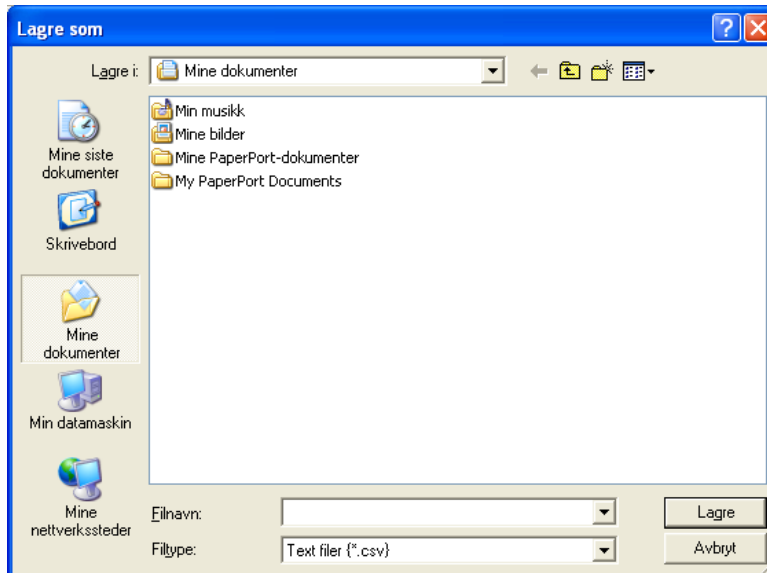 Lagre som
Lagre i: Mine dokumenter
Min musikk
Mine bilder
Mine PaperPort-dokumenter
My PaperPort Documents
Mine siste
dokumenter
Skrivebord
Mine
dokumenter
Min datamaskin
Mine
nettverkssteder
Filnavn:
Lagre
Filtype: Text filer {*.csv}
Avbryt